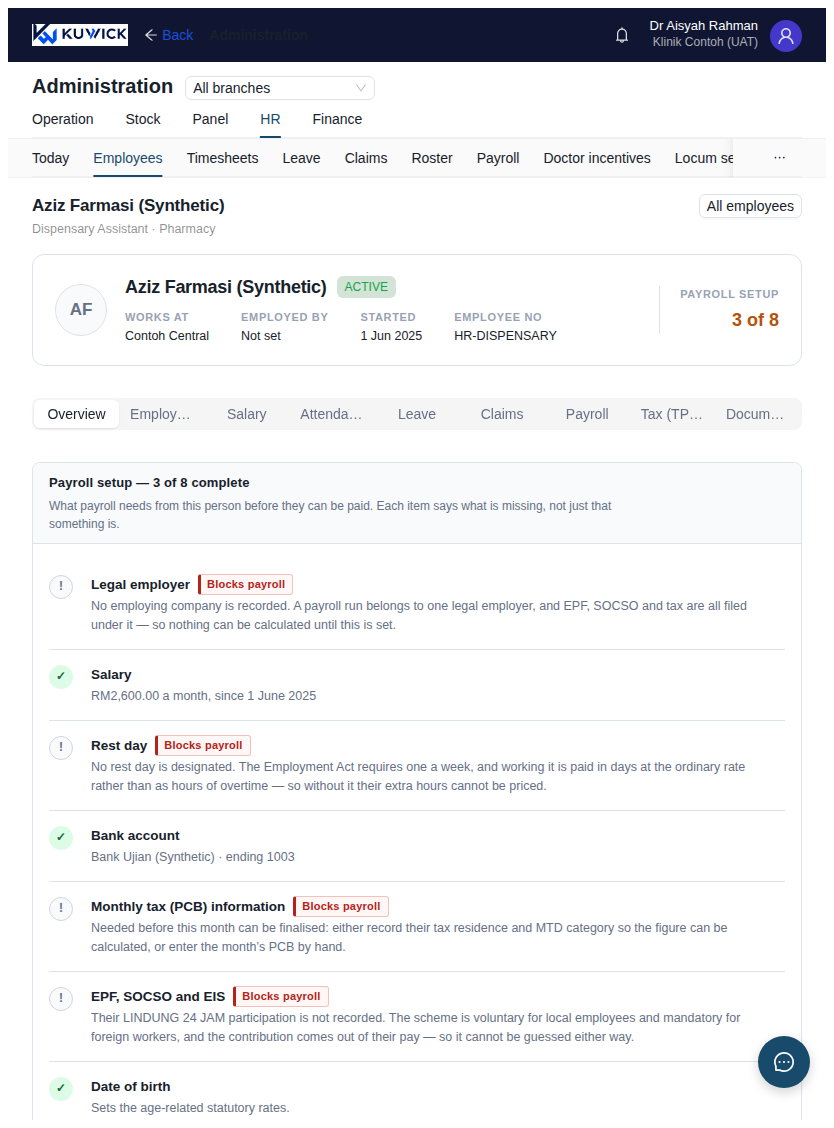 KUWICK
Back
Administration
Dr Aisyah Rahman
Klinik Contoh (UAT)
Administration
All branches
Operation
Stock
Panel
HR
Finance
Today
Employees
Timesheets
Leave
Claims
Roster
Payroll
Doctor incentives
Locum se
···
Aziz Farmasi (Synthetic)
All employees
Dispensary Assistant · Pharmacy
AF
Aziz Farmasi (Synthetic)
ACTIVE
WORKS AT
Contoh Central
EMPLOYED BY
Not set
STARTED
1 Jun 2025
EMPLOYEE NO
HR-DISPENSARY
PAYROLL SETUP
3 of 8
Overview
Employ…
Salary
Attenda…
Leave
Claims
Payroll
Tax (TP…
Docum…
Payroll setup — 3 of 8 complete
What payroll needs from this person before they can be paid. Each item says what is missing, not just that
something is.
!
Legal employer
Blocks payroll
No employing company is recorded. A payroll run belongs to one legal employer, and EPF, SOCSO and tax are all filed
under it — so nothing can be calculated until this is set.
✓
Salary
RM2,600.00 a month, since 1 June 2025
!
Rest day
Blocks payroll
No rest day is designated. The Employment Act requires one a week, and working it is paid in days at the ordinary rate
rather than as hours of overtime — so without it their extra hours cannot be priced.
✓
Bank account
Bank Ujian (Synthetic) · ending 1003
!
Monthly tax (PCB) information
Blocks payroll
Needed before this month can be finalised: either record their tax residence and MTD category so the figure can be
calculated, or enter the month's PCB by hand.
!
EPF, SOCSO and EIS
Blocks payroll
Their LINDUNG 24 JAM participation is not recorded. The scheme is voluntary for local employees and mandatory for
foreign workers, and the contribution comes out of their pay — so it cannot be guessed either way.
✓
Date of birth
Sets the age-related statutory rates.